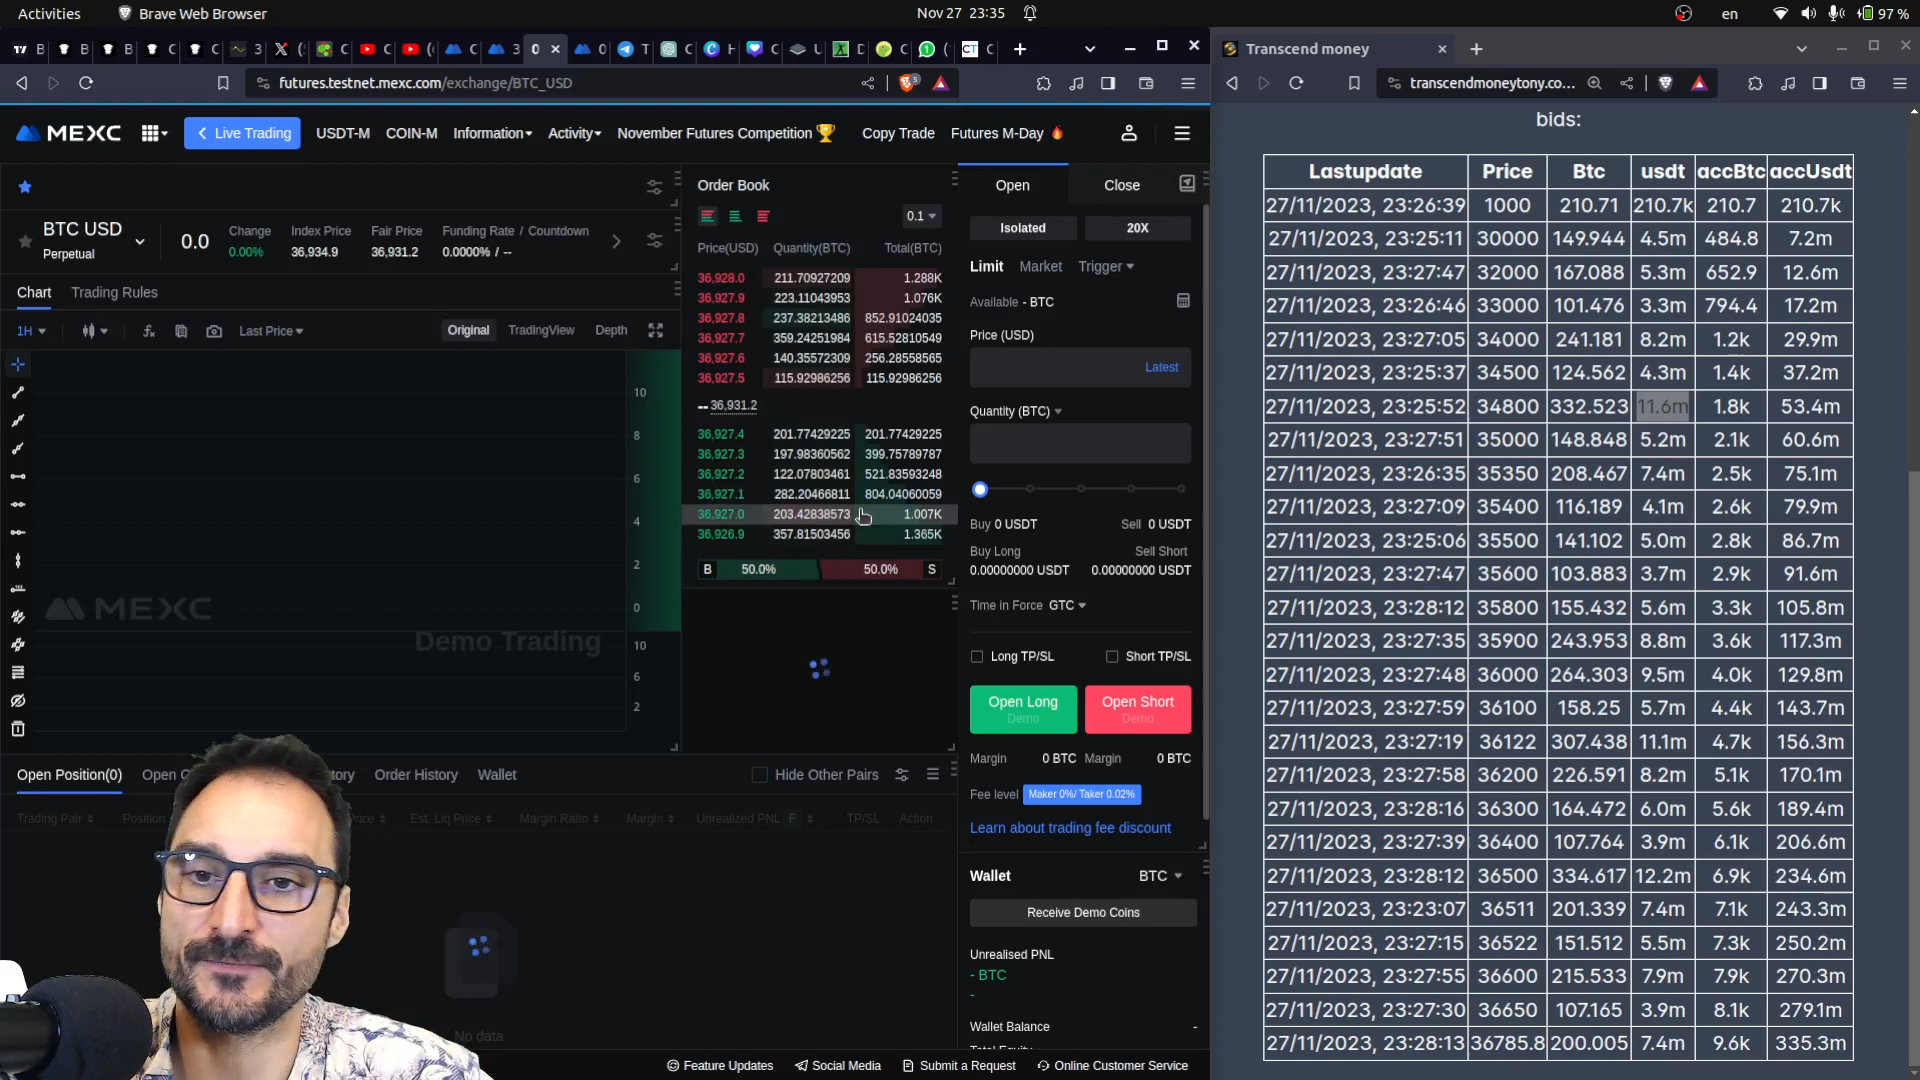 Activities
Brave Web Browser
Nov 27 23:35
en
97 %
futures.testnet.mexc.com/exchange/BTC_USD
5
MEXC
Live Trading
USDT-M
COIN-M
Information
Activity
November Futures Competition
Copy Trade
Futures M-Day
BTC USD
Perpetual
0.0
Change
0.00%
Index Price
36,934.9
Fair Price
36,931.2
Funding Rate / Countdown
0.0000% / --
Chart
Trading Rules
1H
Last Price
Original
TradingView
Depth
10
8
6
4
2
0
10
6
2
MEXC
Demo Trading
Order Book
0.1
Price(USD) Quantity(BTC) Total(BTC)
36,928.0 211.70927209 1.288K
36,927.9 223.11043953 1.076K
36,927.8 237.38213486 852.91024035
36,927.7 359.24251984 615.52810549
36,927.6 140.35572309 256.28558565
36,927.5 115.92986256 115.92986256
-- 36,931.2
36,927.4 201.77429225 201.77429225
36,927.3 197.98360562 399.75789787
36,927.2 122.07803461 521.83593248
36,927.1 282.20466811 804.04060059
36,927.0 203.42838573 1.007K
36,926.9 357.81503456 1.365K
B 50.0% 50.0% S
Open
Close
Isolated
20X
Limit
Market
Trigger
Available - BTC
Price (USD)
Latest
Quantity (BTC)
Buy 0 USDT
Sell 0 USDT
Buy Long
Sell Short
0.00000000 USDT
0.00000000 USDT
Time in Force GTC
Long TP/SL
Short TP/SL
Open Long
Demo
Open Short
Demo
Margin 0 BTC
Margin 0 BTC
Fee level Maker 0%/ Taker 0.02%
Learn about trading fee discount
Wallet
BTC
Receive Demo Coins
Unrealised PNL
- BTC
-
Wallet Balance
-
Open Position(0)
Order History
Wallet
Hide Other Pairs
Trading Pair
Est. Liq Price
Margin Ratio
Margin
Unrealized PNL F
TP/SL
Action
No data
Feature Updates
Social Media
Submit a Request
Online Customer Service
Transcend money
transcendmoneytony.co...
bids:
Lastupdate Price Btc usdt accBtc accUsdt
27/11/2023, 23:26:39 1000 210.71 210.7k 210.7 210.7k
27/11/2023, 23:25:11 30000 149.944 4.5m 484.8 7.2m
27/11/2023, 23:27:47 32000 167.088 5.3m 652.9 12.6m
27/11/2023, 23:26:46 33000 101.476 3.3m 794.4 17.2m
27/11/2023, 23:27:05 34000 241.181 8.2m 1.2k 29.9m
27/11/2023, 23:25:37 34500 124.562 4.3m 1.4k 37.2m
27/11/2023, 23:25:52 34800 332.523 11.6m 1.8k 53.4m
27/11/2023, 23:27:51 35000 148.848 5.2m 2.1k 60.6m
27/11/2023, 23:26:35 35350 208.467 7.4m 2.5k 75.1m
27/11/2023, 23:27:09 35400 116.189 4.1m 2.6k 79.9m
27/11/2023, 23:25:06 35500 141.102 5.0m 2.8k 86.7m
27/11/2023, 23:27:47 35600 103.883 3.7m 2.9k 91.6m
27/11/2023, 23:28:12 35800 155.432 5.6m 3.3k 105.8m
27/11/2023, 23:27:35 35900 243.953 8.8m 3.6k 117.3m
27/11/2023, 23:27:48 36000 264.303 9.5m 4.0k 129.8m
27/11/2023, 23:27:59 36100 158.25 5.7m 4.4k 143.7m
27/11/2023, 23:27:19 36122 307.438 11.1m 4.7k 156.3m
27/11/2023, 23:27:58 36200 226.591 8.2m 5.1k 170.1m
27/11/2023, 23:28:16 36300 164.472 6.0m 5.6k 189.4m
27/11/2023, 23:27:39 36400 107.764 3.9m 6.1k 206.6m
27/11/2023, 23:28:12 36500 334.617 12.2m 6.9k 234.6m
27/11/2023, 23:23:07 36511 201.339 7.4m 7.1k 243.3m
27/11/2023, 23:27:15 36522 151.512 5.5m 7.3k 250.2m
27/11/2023, 23:27:55 36600 215.533 7.9m 7.9k 270.3m
27/11/2023, 23:27:30 36650 107.165 3.9m 8.1k 279.1m
27/11/2023, 23:28:13 36785.8 200.005 7.4m 9.6k 335.3m